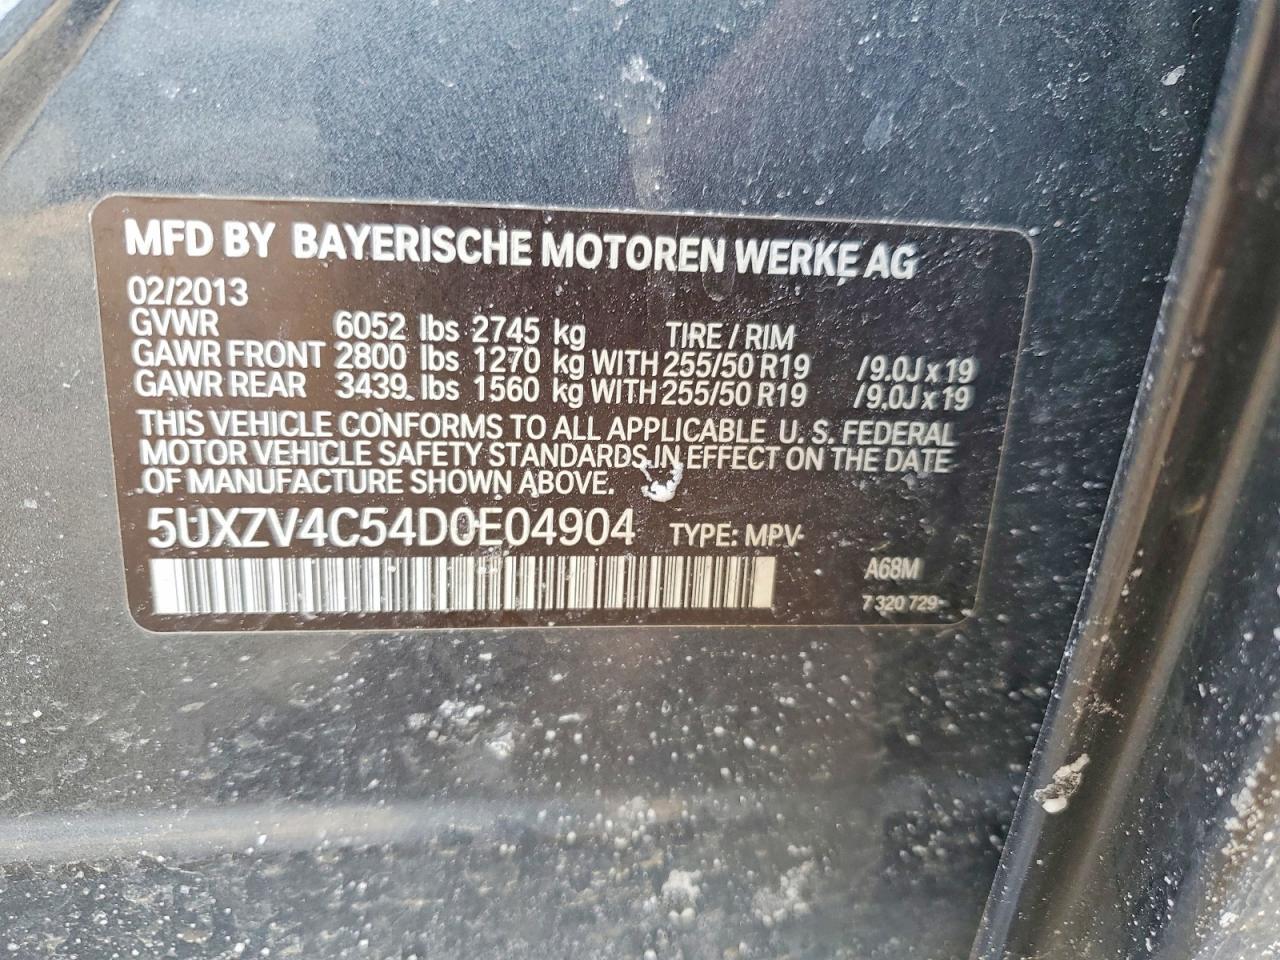 MFD BY BAYERISCHE MOTOREN WERKE AG
02/2013
GVWR 6052 lbs 2745 kg TIRE / RIM
GAWR FRONT 2800 lbs 1270 kg WITH 255/50 R19 /9.0J x 19
GAWR REAR 3439 lbs 1560 kg WITH 255/50 R19 /9.0J x 19
THIS VEHICLE CONFORMS TO ALL APPLICABLE U. S. FEDERAL
MOTOR VEHICLE SAFETY STANDARDS IN EFFECT ON THE DATE
OF MANUFACTURE SHOWN ABOVE.
5UXZV4C54D0E04904 TYPE: MPV
A68M
7 320 729